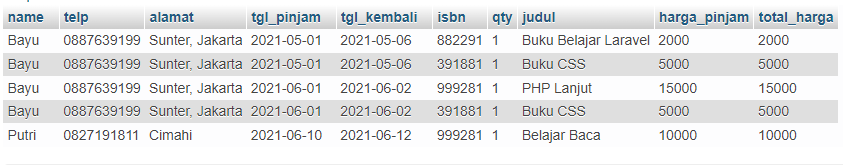 name telp alamat tgl_pinjam tgl_kembali isbn qty judul harga_pinjam total_harga
Bayu 0887639199 Sunter, Jakarta 2021-05-01 2021-05-06 882291 1 Buku Belajar Laravel 2000 2000
Bayu 0887639199 Sunter, Jakarta 2021-05-01 2021-05-06 391881 1 Buku CSS 5000 5000
Bayu 0887639199 Sunter, Jakarta 2021-06-01 2021-06-02 999281 1 PHP Lanjut 15000 15000
Bayu 0887639199 Sunter, Jakarta 2021-06-01 2021-06-02 391881 1 Buku CSS 5000 5000
Putri 0827191811 Cimahi 2021-06-10 2021-06-12 999281 1 Belajar Baca 10000 10000